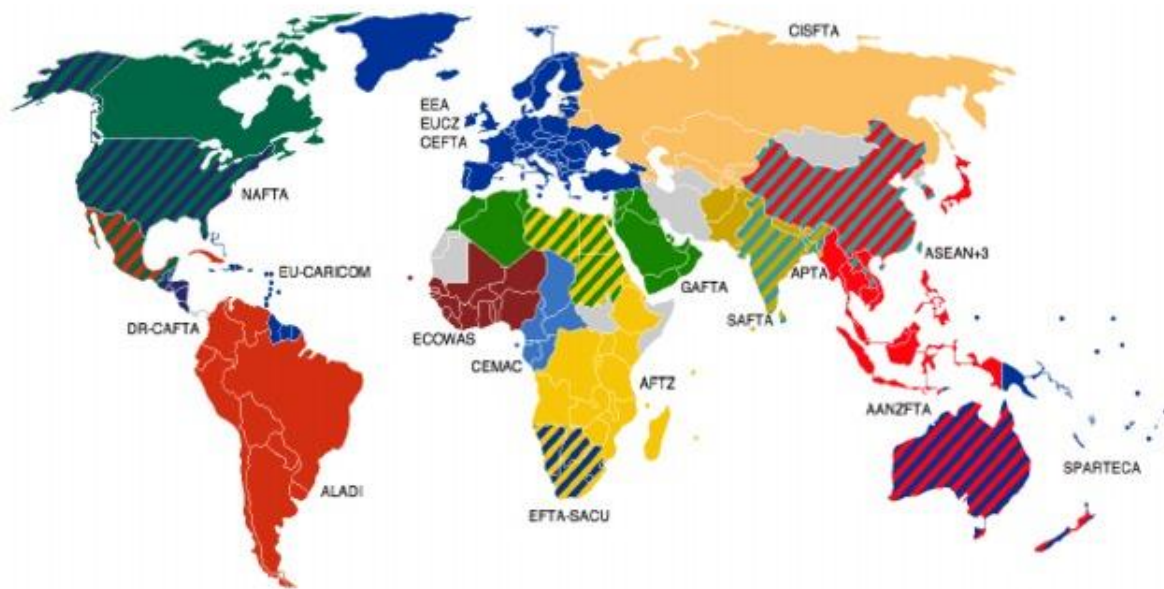 CISFTA
EEA
EUCZ
CEFTA
NAFTA
EU-CARICOM
DR-CAFTA
ALADI
ECOWAS
CEMAC
GAFTA
AFTZ
EFTA-SACU
SAFTA
APTA
ASEAN+3
AANZFTA
SPARTECA